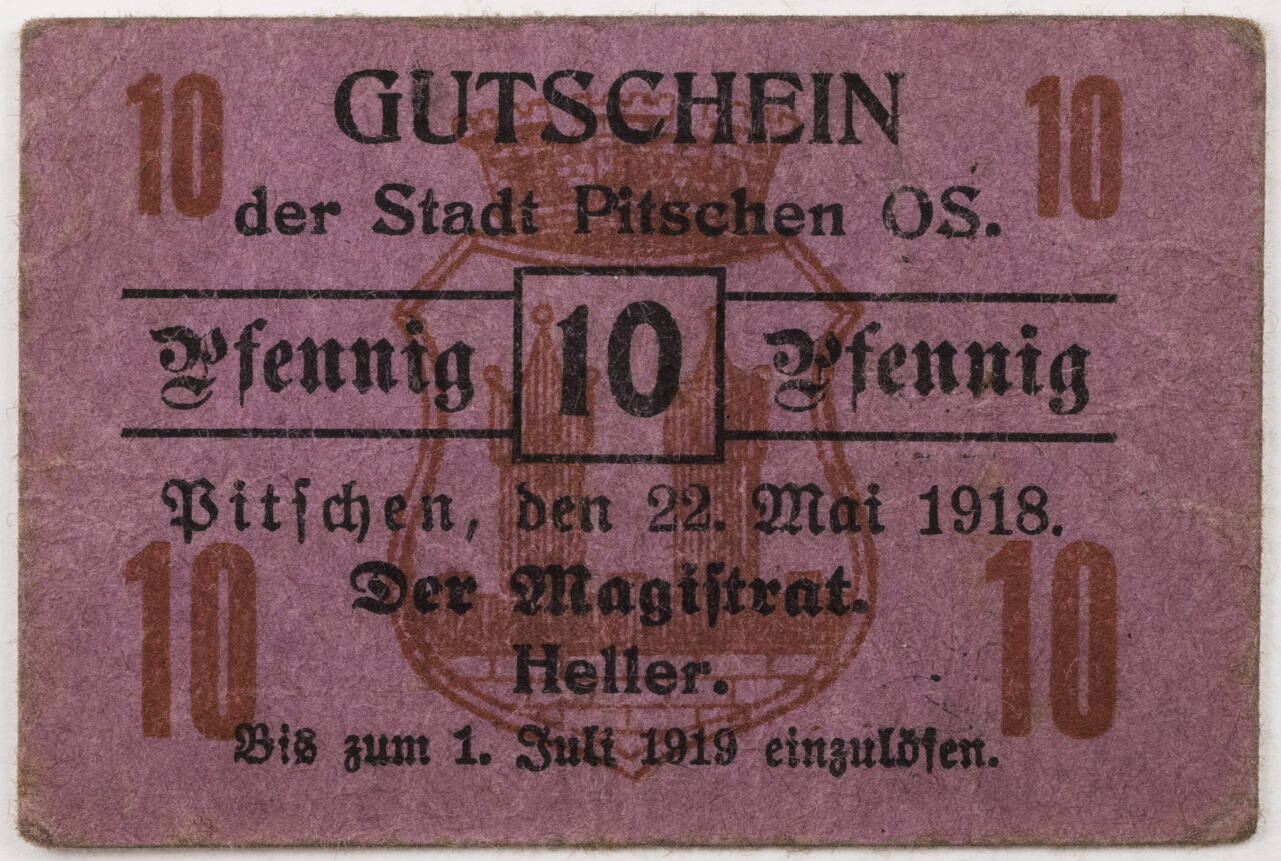 10 GUTSCHEIN 10
der Stadt Pitschen OS.
Pfennig 10 Pfennig
Pitſchen, den 22. Mai 1918.
Der Magiſtrat.
10 Heller. 10
Bis zum 1. Juli 1919 einzulöſen.